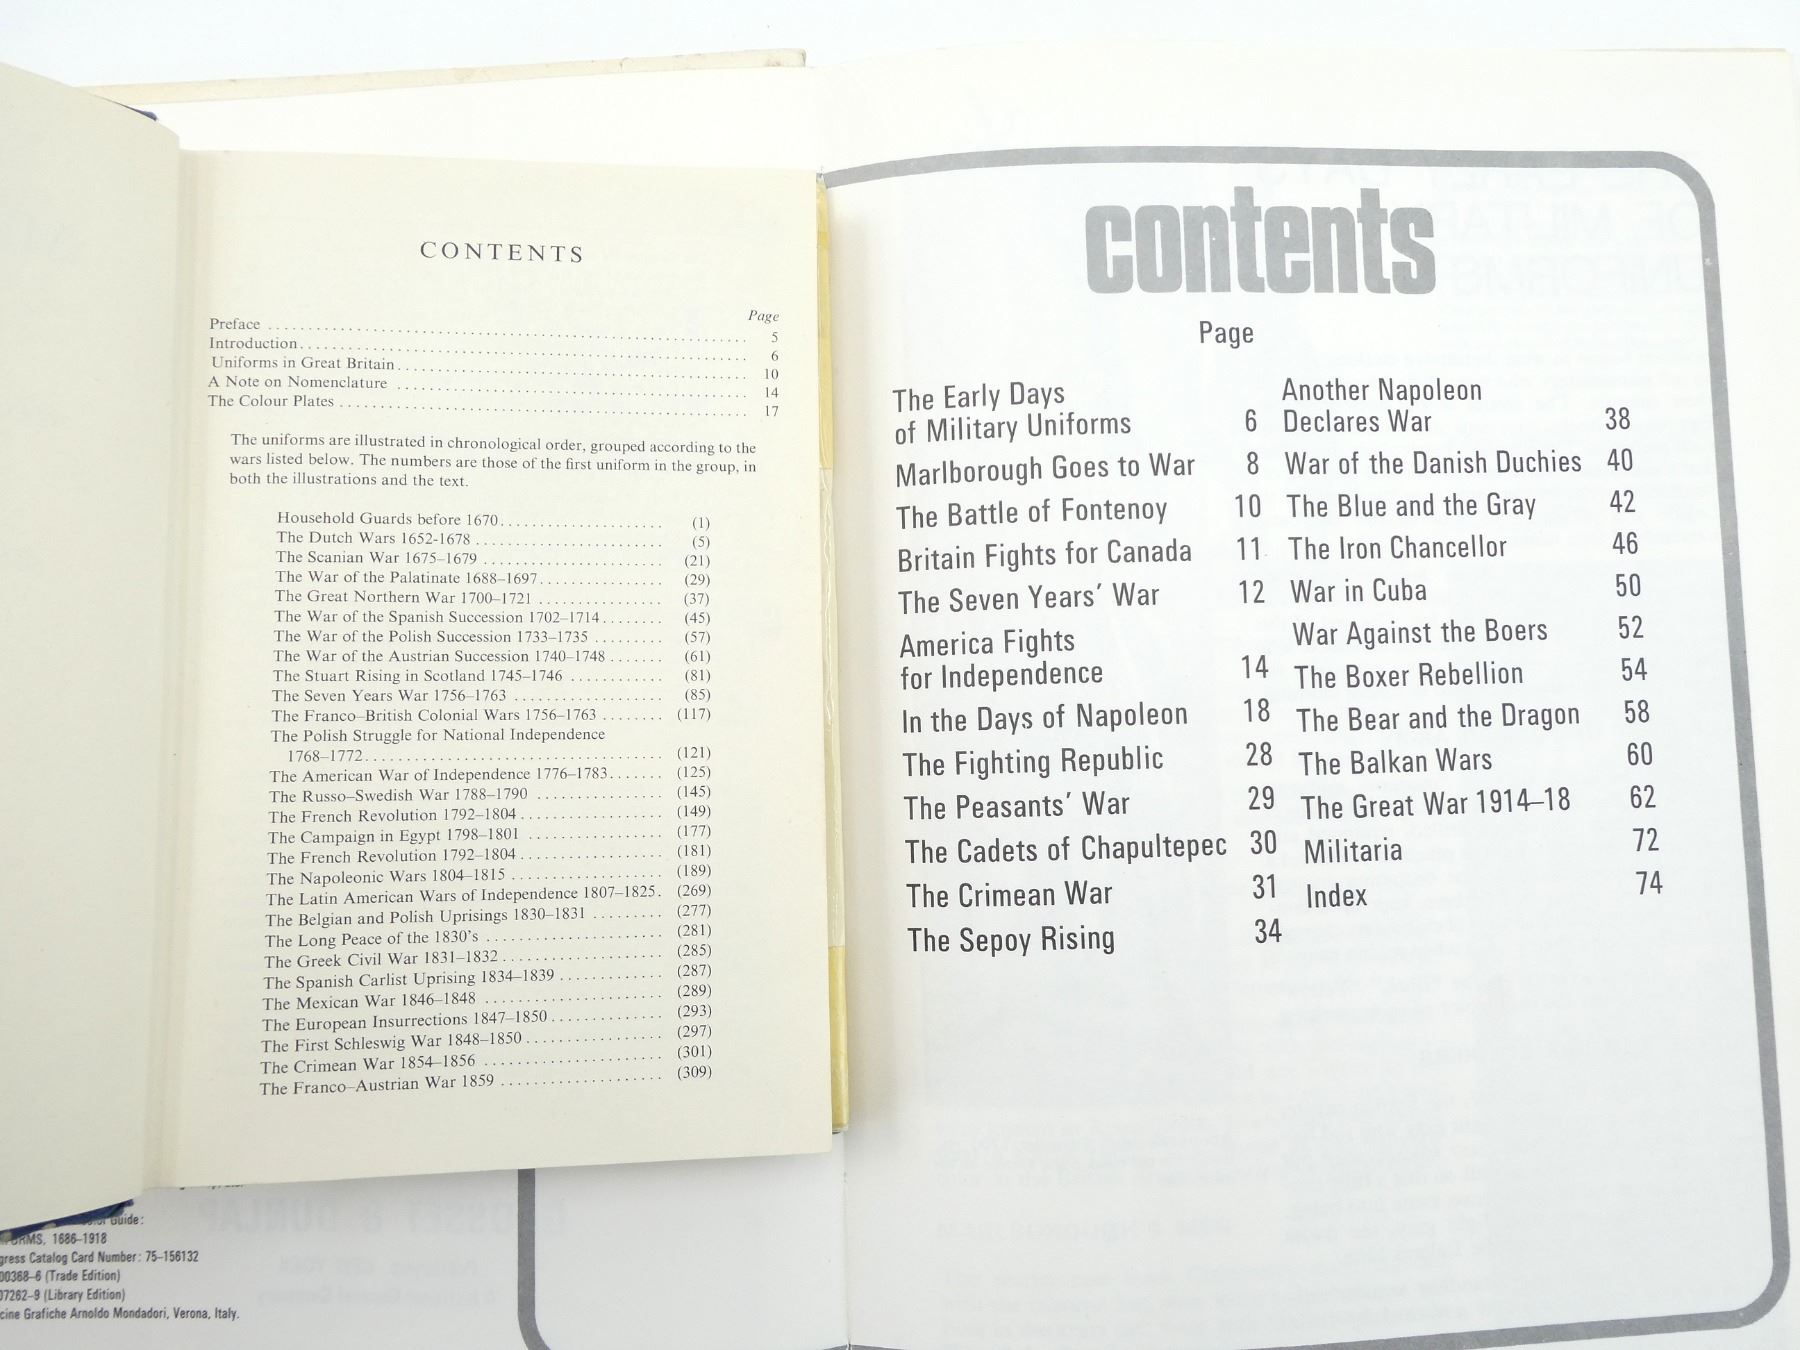 CONTENTS
Page
Preface ........ 5
Introduction ........ 6
Uniforms in Great Britain ........ 10
A Note on Nomenclature ........ 14
The Colour Plates ........ 17
The uniforms are illustrated in chronological order, grouped according to the
wars listed below. The numbers are those of the first uniform in the group, in
both the illustrations and the text.
Household Guards before 1670 ........ (1)
The Dutch Wars 1652-1678 ........ (5)
The Scanian War 1675–1679 ........ (21)
The War of the Palatinate 1688–1697 ........ (29)
The Great Northern War 1700–1721 ........ (37)
The War of the Spanish Succession 1702–1714 ........ (45)
The War of the Polish Succession 1733–1735 ........ (57)
The War of the Austrian Succession 1740–1748 ........ (61)
The Stuart Rising in Scotland 1745–1746 ........ (81)
The Seven Years War 1756–1763 ........ (85)
The Franco–British Colonial Wars 1756–1763 ........ (117)
The Polish Struggle for National Independence
1768–1772 ........ (121)
The American War of Independence 1776–1783 ........ (125)
The Russo–Swedish War 1788–1790 ........ (145)
The French Revolution 1792–1804 ........ (149)
The Campaign in Egypt 1798–1801 ........ (177)
The French Revolution 1792–1804 ........ (181)
The Napoleonic Wars 1804–1815 ........ (189)
The Latin American Wars of Independence 1807–1825. (269)
The Belgian and Polish Uprisings 1830–1831 ........ (277)
The Long Peace of the 1830's ........ (281)
The Greek Civil War 1831–1832 ........ (285)
The Spanish Carlist Uprising 1834–1839 ........ (287)
The Mexican War 1846–1848 ........ (289)
The European Insurrections 1847–1850 ........ (293)
The First Schleswig War 1848–1850 ........ (297)
The Crimean War 1854–1856 ........ (301)
The Franco–Austrian War 1859 ........ (309)
Guide:
1686-1918
Catalog Card Number: 75-156132
(Trade Edition)
(Library Edition)
Grafiche Arnoldo Mondadori, Verona, Italy.
contents
Page
The Early Days
of Military Uniforms 6
Marlborough Goes to War 8
The Battle of Fontenoy 10
Britain Fights for Canada 11
The Seven Years' War 12
America Fights
for Independence 14
In the Days of Napoleon 18
The Fighting Republic 28
The Peasants' War 29
The Cadets of Chapultepec 30
The Crimean War 31
The Sepoy Rising 34
Another Napoleon
Declares War 38
War of the Danish Duchies 40
The Blue and the Gray 42
The Iron Chancellor 46
War in Cuba 50
War Against the Boers 52
The Boxer Rebellion 54
The Bear and the Dragon 58
The Balkan Wars 60
The Great War 1914–18 62
Militaria 72
Index 74